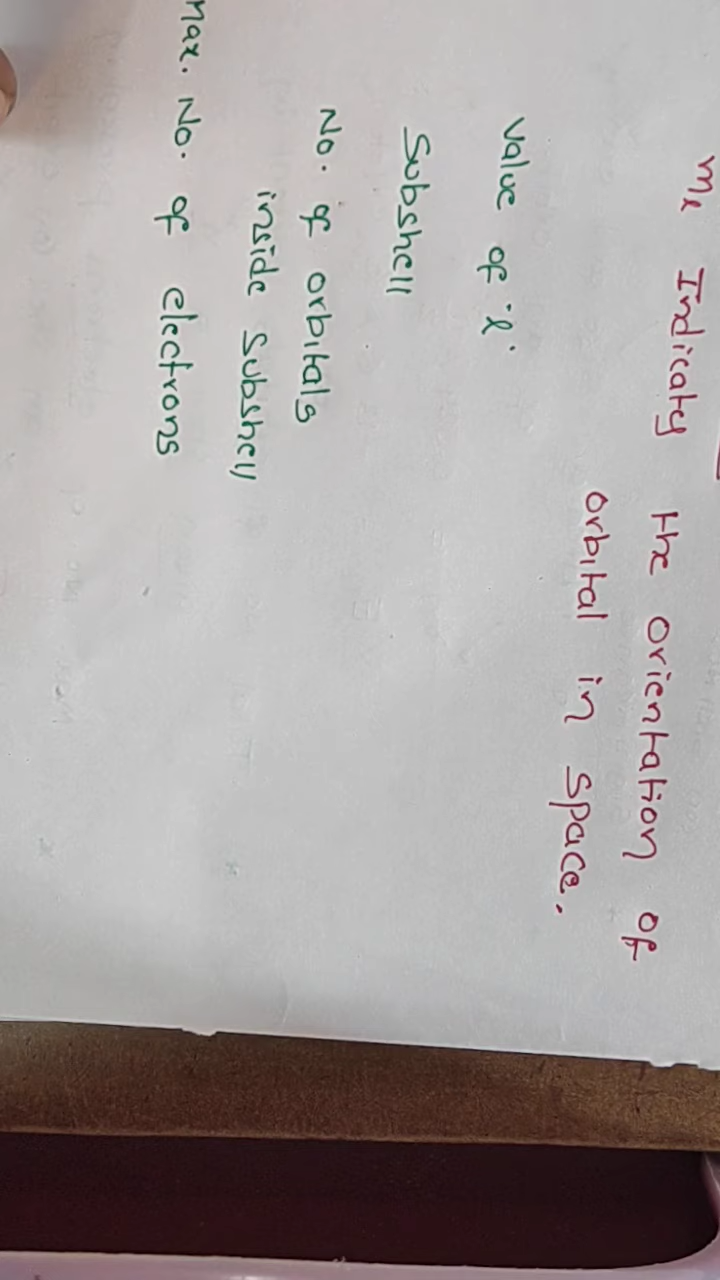 mℓ Indicaty the orientation of
orbital in space.
Value of 'ℓ'
Subshell
No. of orbitals
inside subshell
Max. No. of electrons